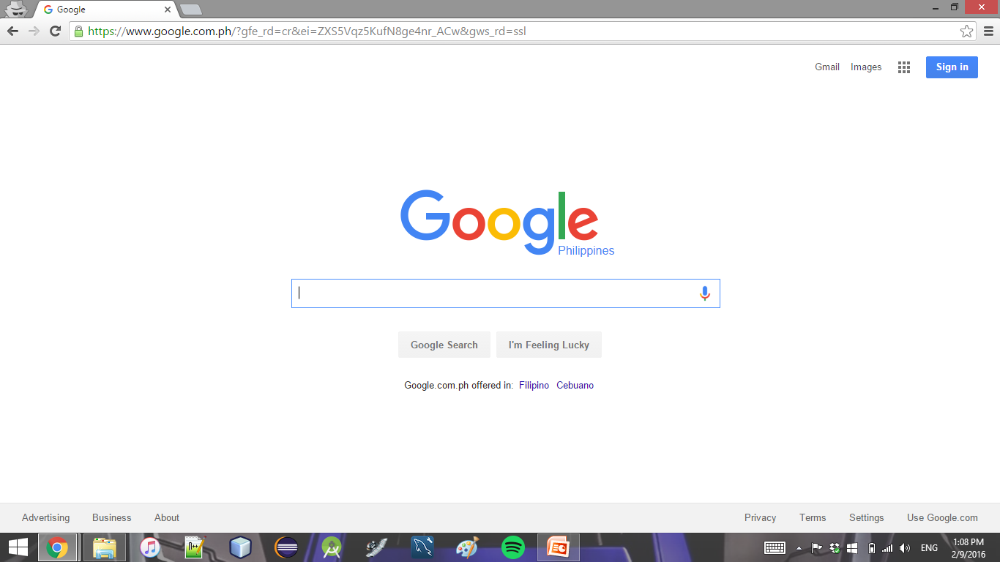 Google
https://www.google.com.ph/?gfe_rd=cr&ei=ZXS5Vqz5KufN8ge4nr_ACw&gws_rd=ssl
Gmail Images Sign in
Google
Philippines
Google Search I'm Feeling Lucky
Google.com.ph offered in: Filipino Cebuano
Advertising Business About Privacy Terms Settings Use Google.com
ENG 1:08 PM
2/9/2016